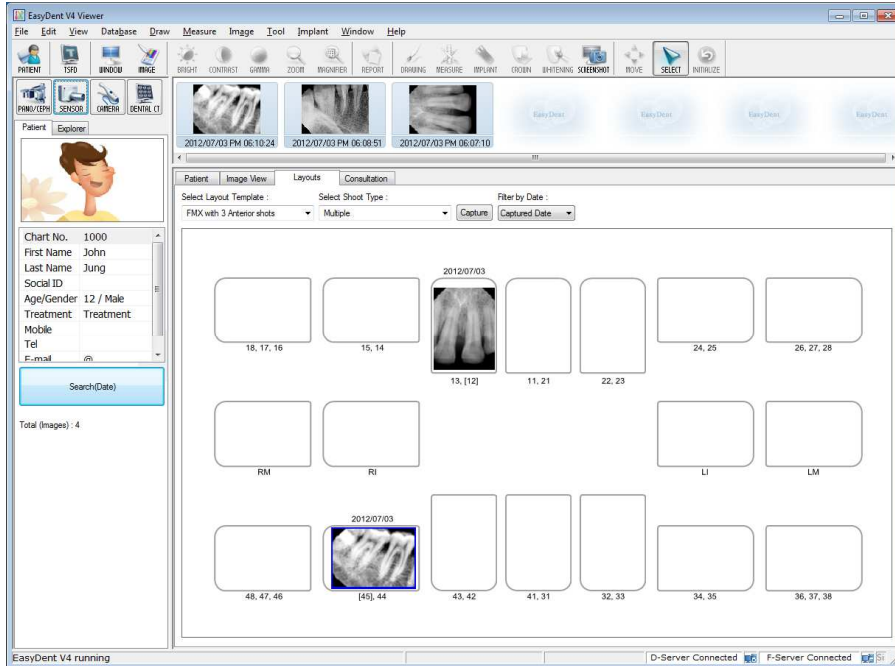 EasyDent V4 Viewer
File Edit View Database Draw Measure Image Tool Implant Window Help
PATIENT TSFD WINDOW IMAGE BRIGHT CONTRAST GAMMA ZOOM MAGNIFIER REPORT DRAWING MEASURE IMPLANT CROWN WHITENING SCREENSHOT MOVE SELECT INITIALIZE
PANO/CEPH SENSOR CAMERA DENTAL CT
Patient Explorer
EasyDent EasyDent EasyDent EasyDent
2012/07/03 PM 06:10:24 2012/07/03 PM 06:08:51 2012/07/03 PM 06:07:10
Patient Image View Layouts Consultation
Select Layout Template : Select Shoot Type : Filter by Date :
FMX with 3 Anterior shots Multiple Capture Captured Date
Chart No. 1000
First Name John
Last Name Jung
Social ID
Age/Gender 12 / Male
Treatment Treatment
Mobile
Tel
E-mail @
Search(Date)
Total (Images) : 4
2012/07/03
18, 17, 16 15, 14 13, [12] 11, 21 22, 23 24, 25 26, 27, 28
RM RI LI LM
2012/07/03
48, 47, 46 [45], 44 43, 42 41, 31 32, 33 34, 35 36, 37, 38
EasyDent V4 running D-Server Connected F-Server Connected